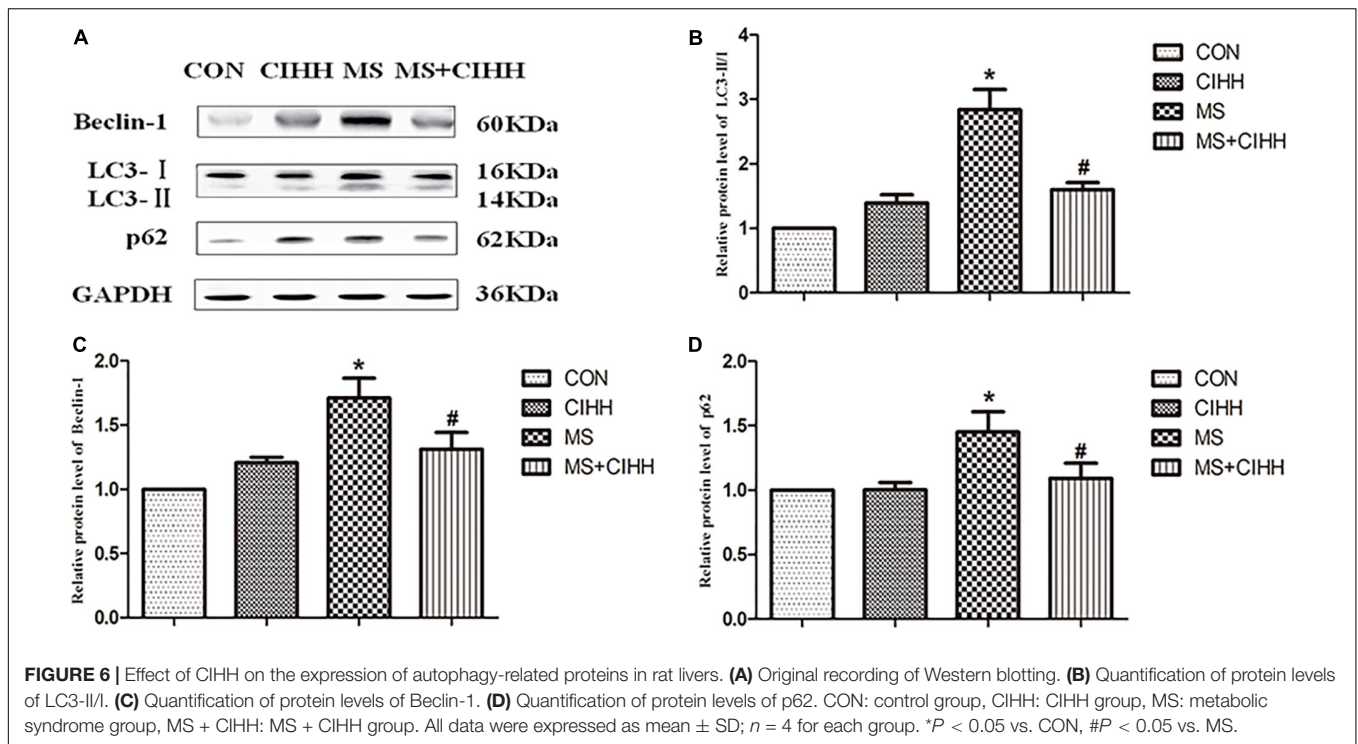 A
CON CIHH MS MS+CIHH
Beclin-1 60KDa
LC3-Ⅰ 16KDa
LC3-Ⅱ 14KDa
p62 62KDa
GAPDH 36KDa
B
Relative protein level of LC3-II/I
4
3
2
1
0
*
#
CON
CIHH
MS
MS+CIHH
C
Relative protein level of Beclin-1
2.0
1.5
1.0
0.5
0.0
*
#
CON
CIHH
MS
MS+CIHH
D
Relative protein level of p62
2.0
1.5
1.0
0.5
0.0
*
#
CON
CIHH
MS
MS+CIHH
FIGURE 6 | Effect of CIHH on the expression of autophagy-related proteins in rat livers. (A) Original recording of Western blotting. (B) Quantification of protein levels
of LC3-II/I. (C) Quantification of protein levels of Beclin-1. (D) Quantification of protein levels of p62. CON: control group, CIHH: CIHH group, MS: metabolic
syndrome group, MS + CIHH: MS + CIHH group. All data were expressed as mean ± SD; n = 4 for each group. *P < 0.05 vs. CON, #P < 0.05 vs. MS.